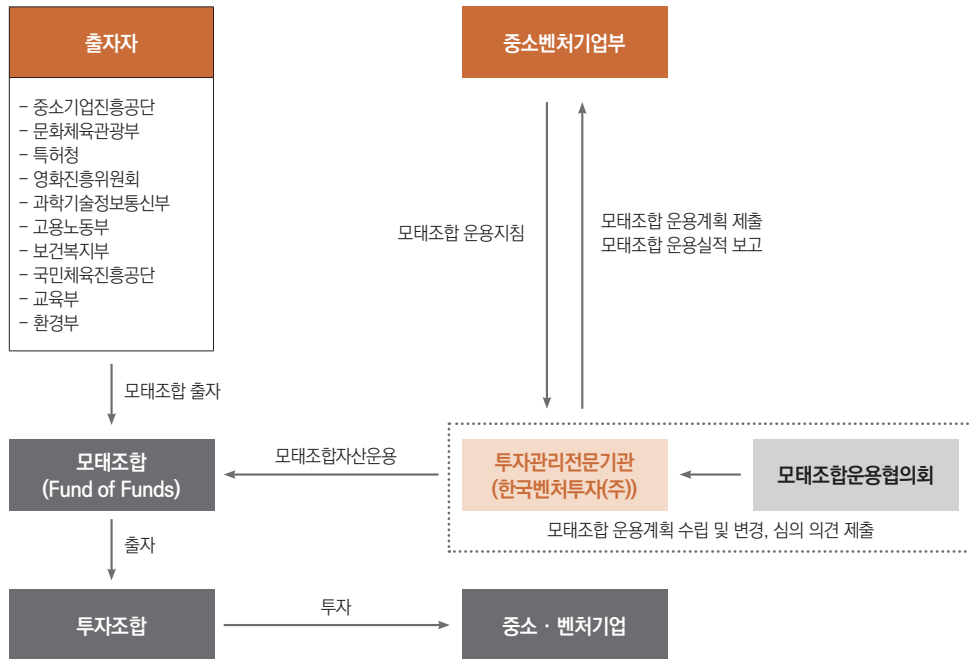 출자자
- 중소기업진흥공단
- 문화체육관광부
- 특허청
- 영화진흥위원회
- 과학기술정보통신부
- 고용노동부
- 보건복지부
- 국민체육진흥공단
- 교육부
- 환경부
중소벤처기업부
모태조합 운용지침
모태조합 운용계획 제출
모태조합 운용실적 보고
모태조합 출자
모태조합
(Fund of Funds)
모태조합자산운용
투자관리전문기관
(한국벤처투자(주))
모태조합운용협의회
모태조합 운용계획 수립 및 변경, 심의 의견 제출
출자
투자조합
투자
중소 · 벤처기업